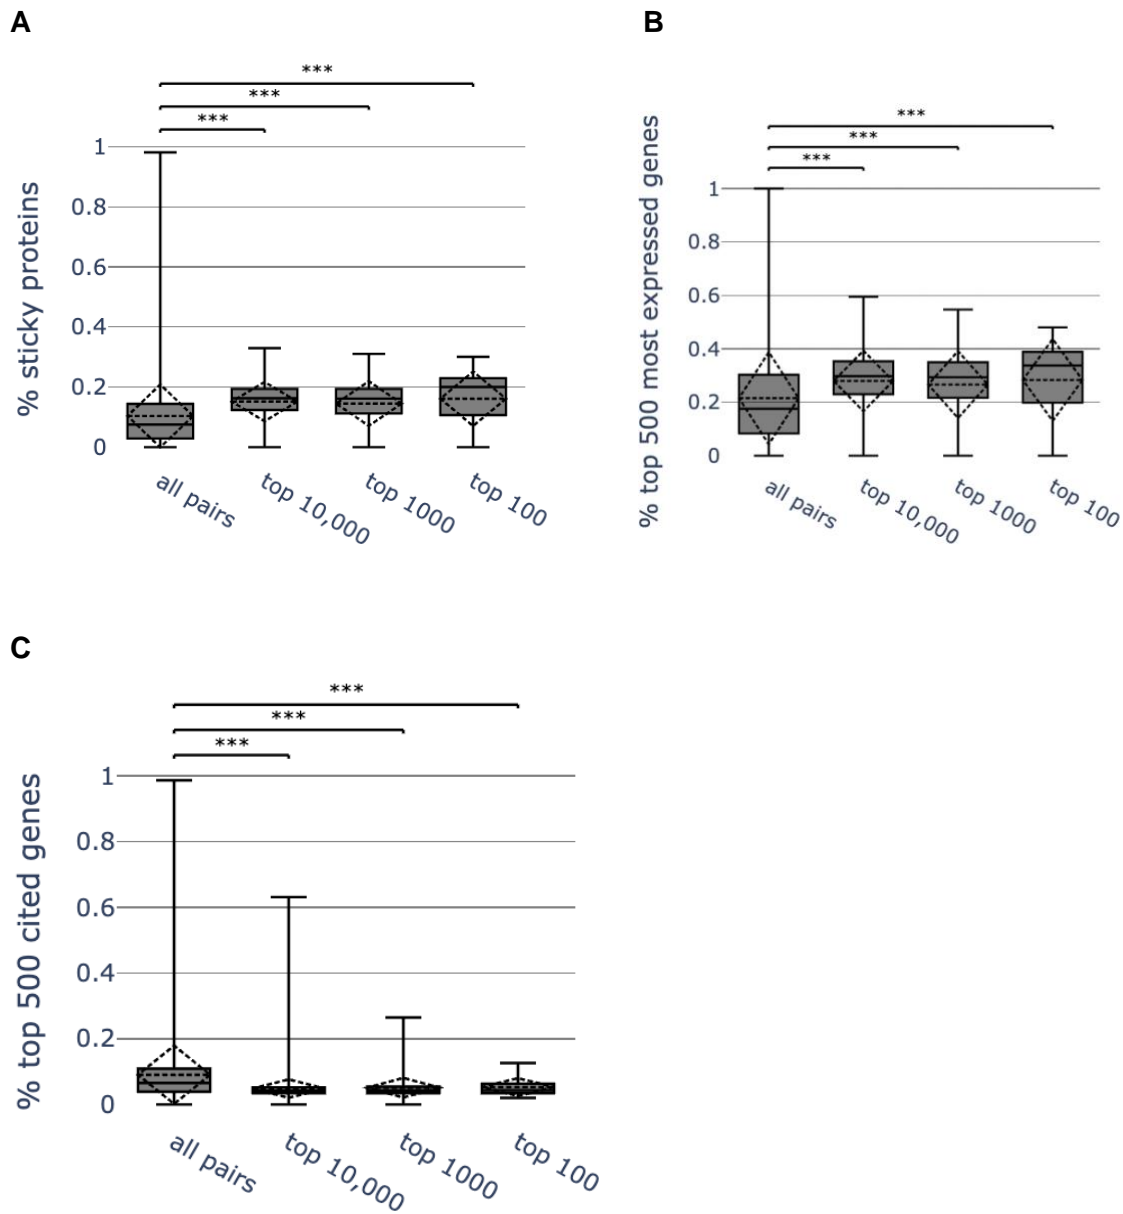 A
***
***
***
% sticky proteins
1
0.8
0.6
0.4
0.2
0
all pairs
top 10,000
top 1000
top 100
B
***
***
***
% top 500 most expressed genes
1
0.8
0.6
0.4
0.2
0
all pairs
top 10,000
top 1000
top 100
C
***
***
***
% top 500 cited genes
1
0.8
0.6
0.4
0.2
0
all pairs
top 10,000
top 1000
top 100